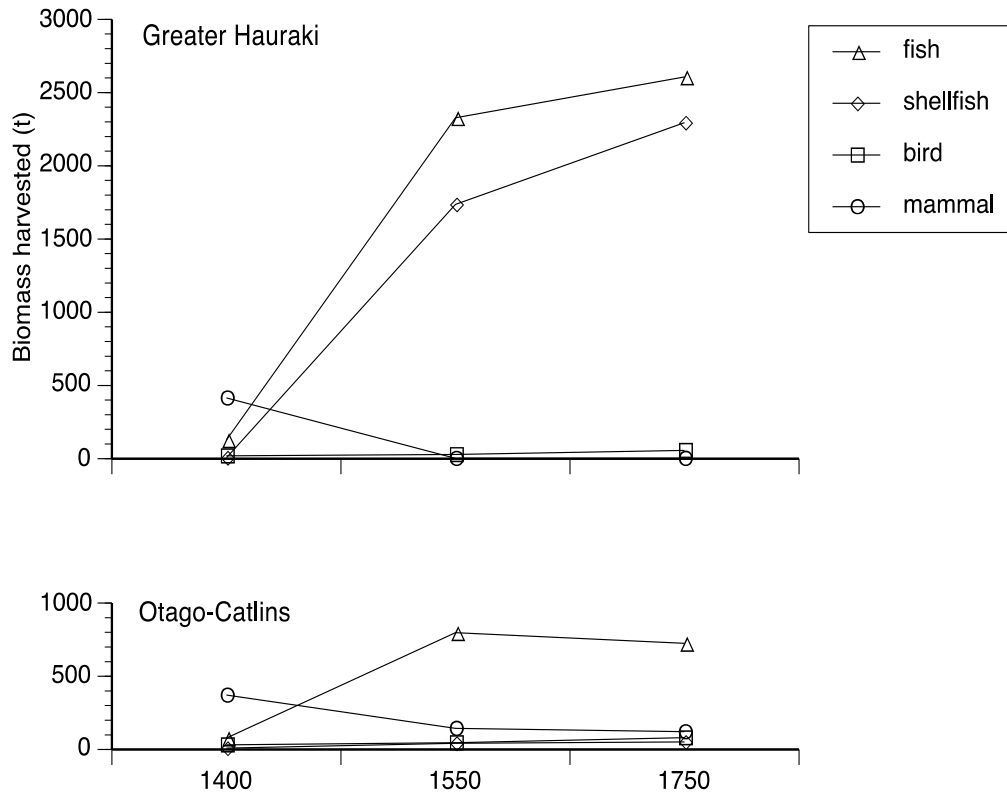 3000
Greater Hauraki
2500
2000
1500
1000
500
0
Biomass harvested (t)
fish
shellfish
bird
mammal
1000
Otago-Catlins
500
0
1400 1550 1750